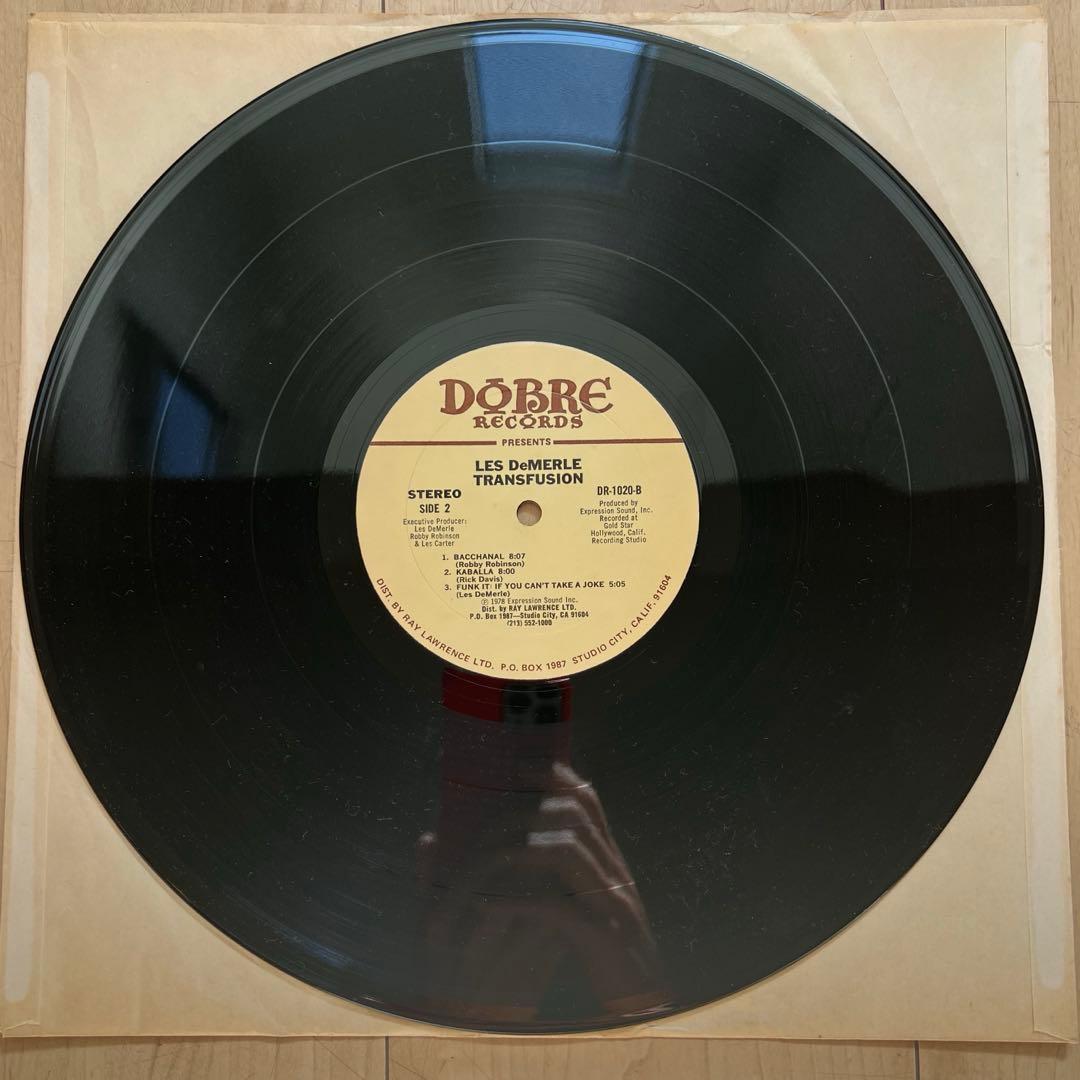 DOBRE
RECORDS
PRESENTS
LES DeMERLE
TRANSFUSION
STEREO
SIDE 2
Executive Producer:
Les DeMerle
Robby Robinson
& Les Carter
DR-1020-B
Produced by
Expression Sound, Inc.
Recorded at
Gold Star
Hollywood, Calif.
Recording Studio
1. BACCHANAL 8:07
(Robby Robinson)
2. KABALLA 8:00
(Rick Davis)
3. FUNK IT: IF YOU CAN'T TAKE A JOKE 5:05
(Les DeMerle)
℗ 1978 Expression Sound Inc.
Dist. by RAY LAWRENCE LTD.
P.O. Box 1987—Studio City, CA 91604
(213) 552-1000
DIST. BY RAY LAWRENCE LTD. P.O. BOX 1987 STUDIO CITY, CALIF. 91604